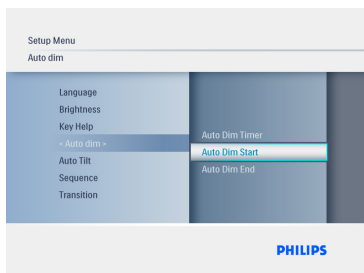 Setup Menu
Auto dim
Language
Brightness
Key Help
< Auto dim >
Auto Tilt
Sequence
Transition
Auto Dim Timer
Auto Dim Start
Auto Dim End
PHILIPS